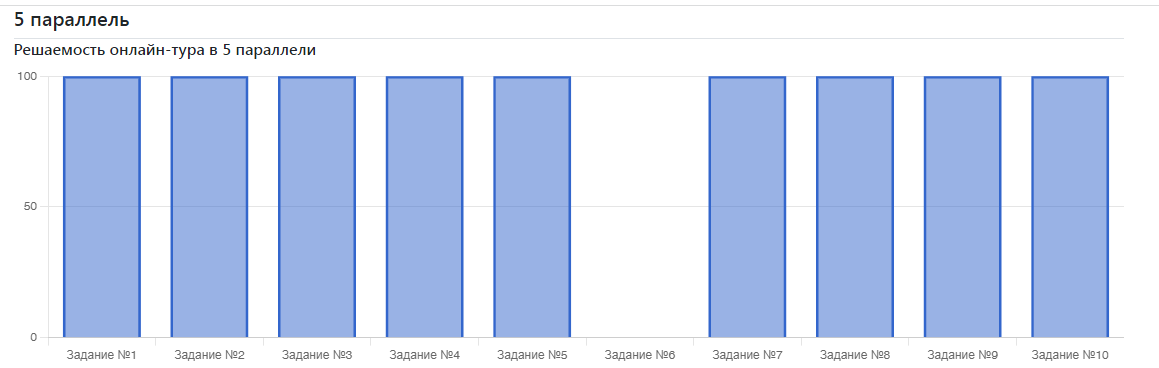 5 параллель
Решаемость онлайн-тура в 5 параллели
100
50
0
Задание №1 Задание №2 Задание №3 Задание №4 Задание №5 Задание №6 Задание №7 Задание №8 Задание №9 Задание №10